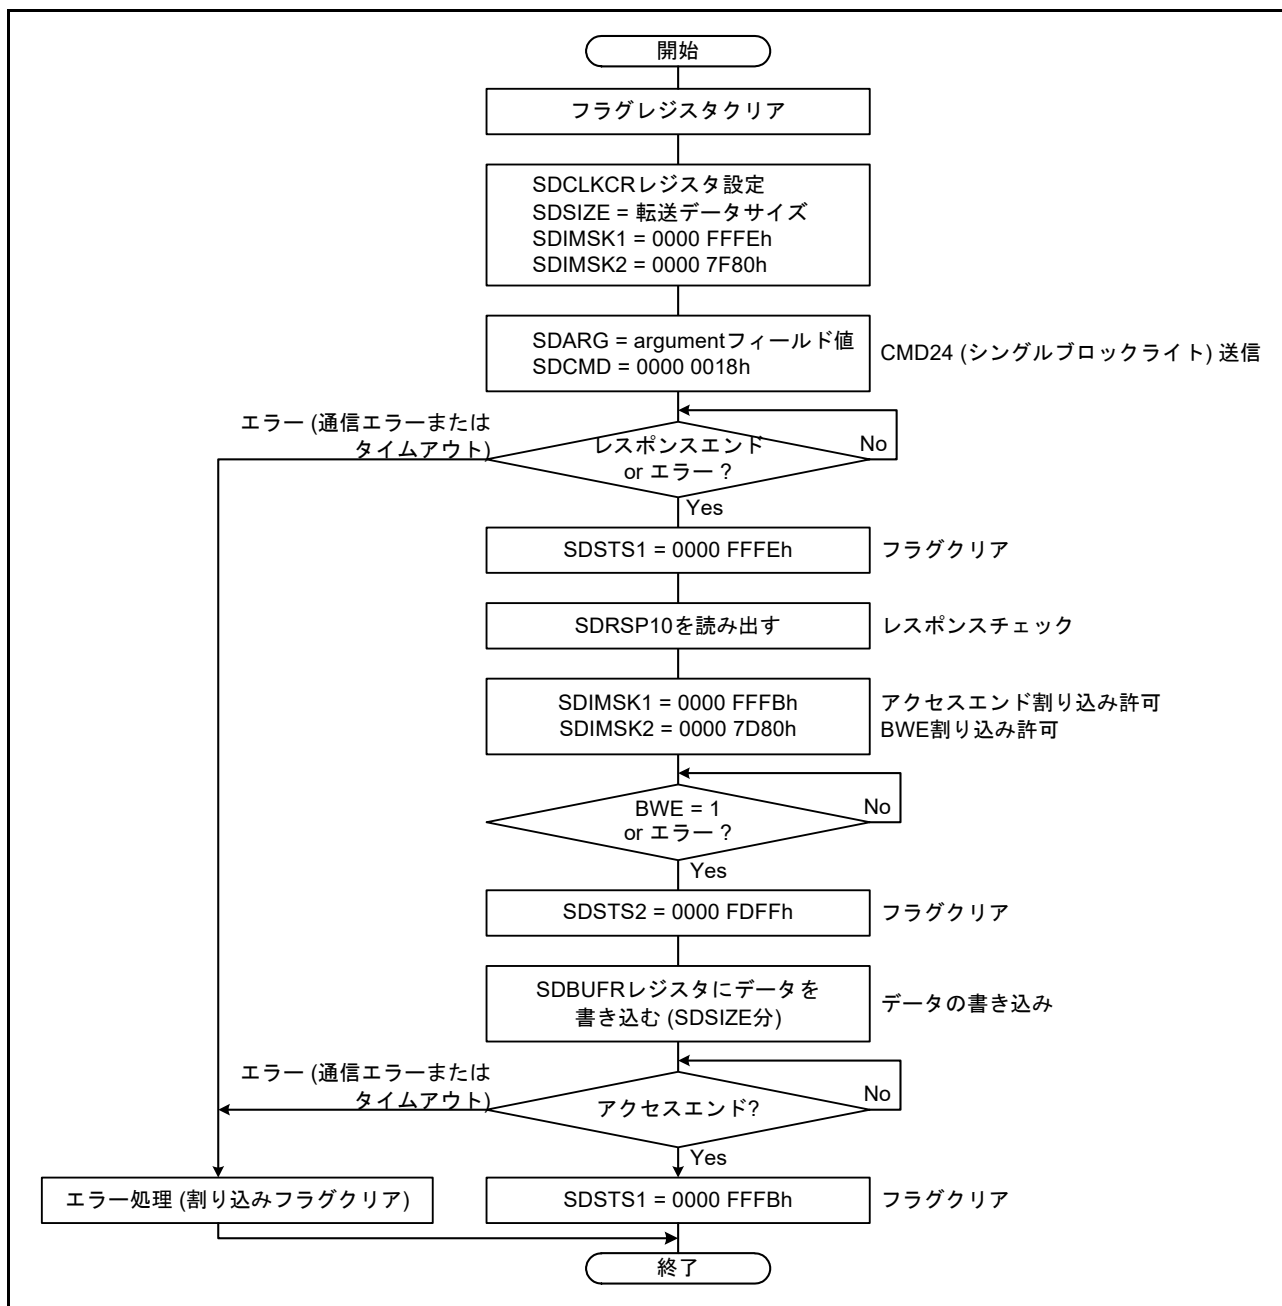 開始
フラグレジスタクリア
SDCLKCRレジスタ設定
SDSIZE = 転送データサイズ
SDIMSK1 = 0000 FFFEh
SDIMSK2 = 0000 7F80h
SDARG = argumentフィールド値
SDCMD = 0000 0018h
CMD24 (シングルブロックライト) 送信
エラー (通信エラーまたは
タイムアウト)
レスポンスエンド
or エラー ?
No
Yes
SDSTS1 = 0000 FFFEh
フラグクリア
SDRSP10を読み出す
レスポンスチェック
SDIMSK1 = 0000 FFFBh
SDIMSK2 = 0000 7D80h
アクセスエンド割り込み許可
BWE割り込み許可
BWE = 1
or エラー ?
No
Yes
SDSTS2 = 0000 FDFFh
フラグクリア
SDBUFRレジスタにデータを
書き込む (SDSIZE分)
データの書き込み
エラー (通信エラーまたは
タイムアウト)
アクセスエンド?
No
Yes
エラー処理 (割り込みフラグクリア)
SDSTS1 = 0000 FFFBh
フラグクリア
終了